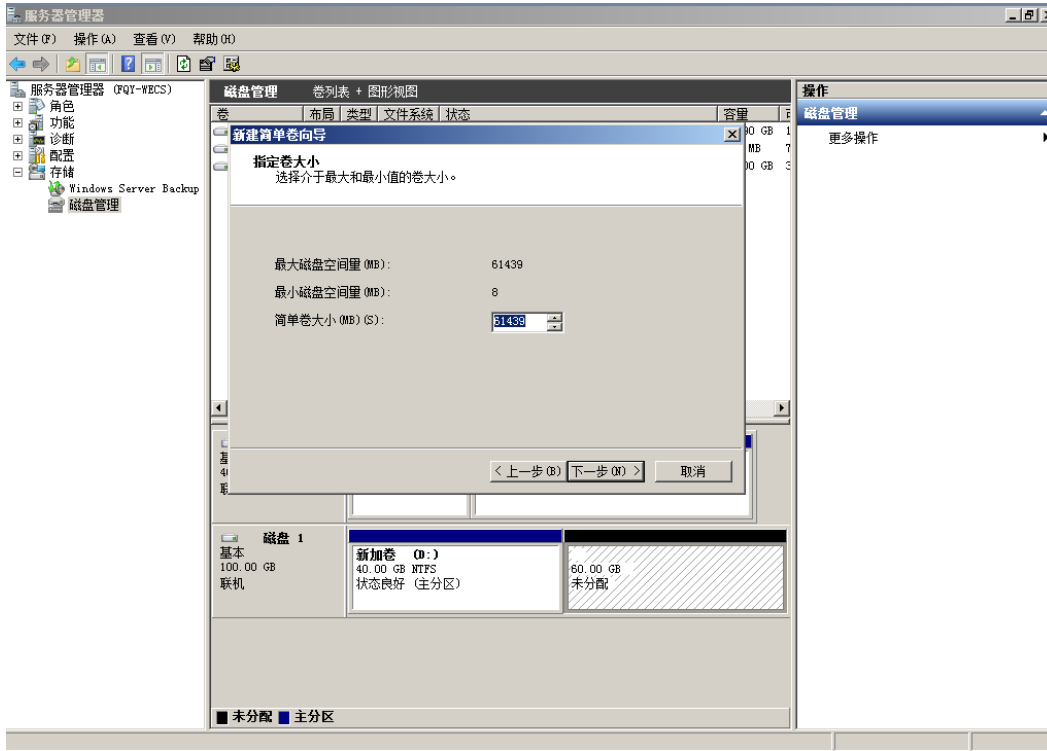 服务器管理器
文件(F) 操作(A) 查看(V) 帮助(H)
服务器管理器 (FQY-WECS)
角色
功能
诊断
配置
存储
Windows Server Backup
磁盘管理
磁盘管理 卷列表 + 图形视图
卷 布局 类型 文件系统 状态 容量
GB 1
MB 7
GB 3
新建简单卷向导
指定卷大小
选择介于最大和最小值的卷大小。
最大磁盘空间量(MB): 61439
最小磁盘空间量(MB): 8
简单卷大小(MB)(S): 61439
< 上一步(B) 下一步(N) > 取消
磁盘 1
基本
100.00 GB
联机
新加卷 (D:)
40.00 GB NTFS
状态良好 (主分区)
60.00 GB
未分配
未分配 主分区
操作
磁盘管理
更多操作